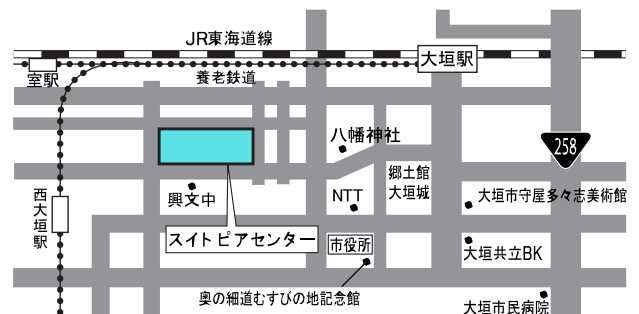 JR東海道線
大垣駅
室駅
養老鉄道
八幡神社
258
郷土館
大垣城
西大垣駅
興文中
NTT
大垣市守屋多々志美術館
スイトピアセンター
市役所
大垣共立BK
奥の細道むすびの地記念館
大垣市民病院